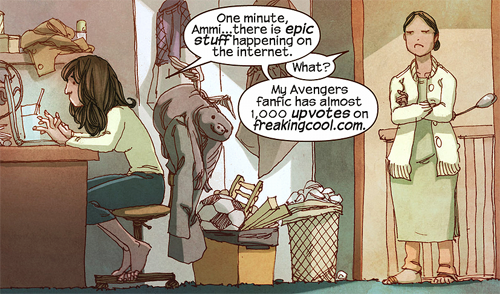 One minute,
Ammi...there is epic
stuff happening on
the internet.
What?
My Avengers
fanfic has almost
1,000 upvotes on
freakingcool.com.